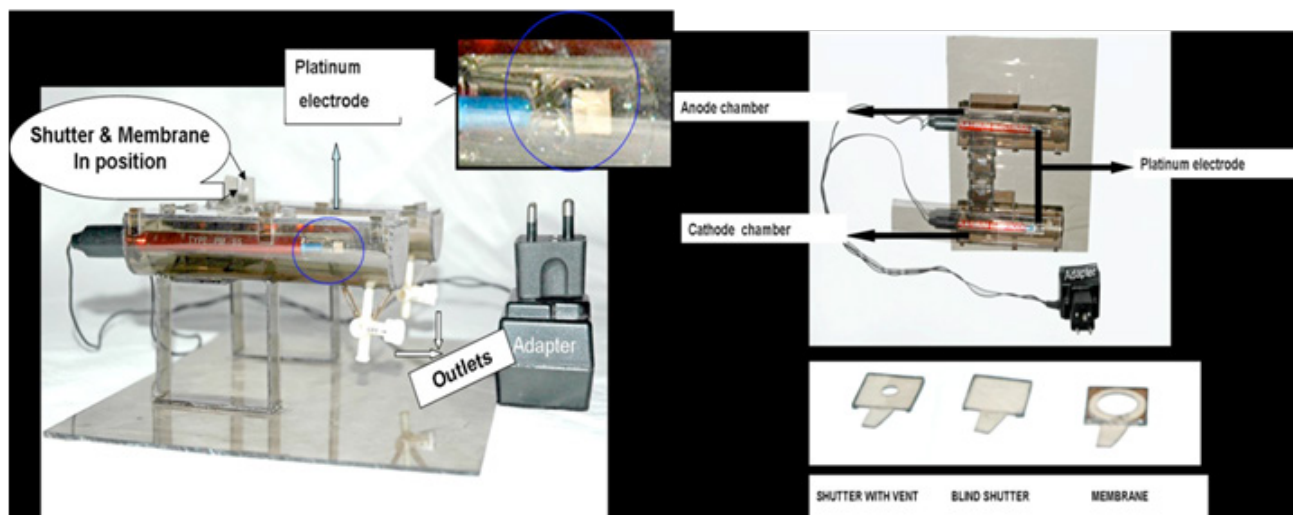 Platinum
electrode
Shutter & Membrane
In position
Outlets
Adapter
Anode chamber
Platinum electrode
Cathode chamber
Adapter
SHUTTER WITH VENT
BLIND SHUTTER
MEMBRANE